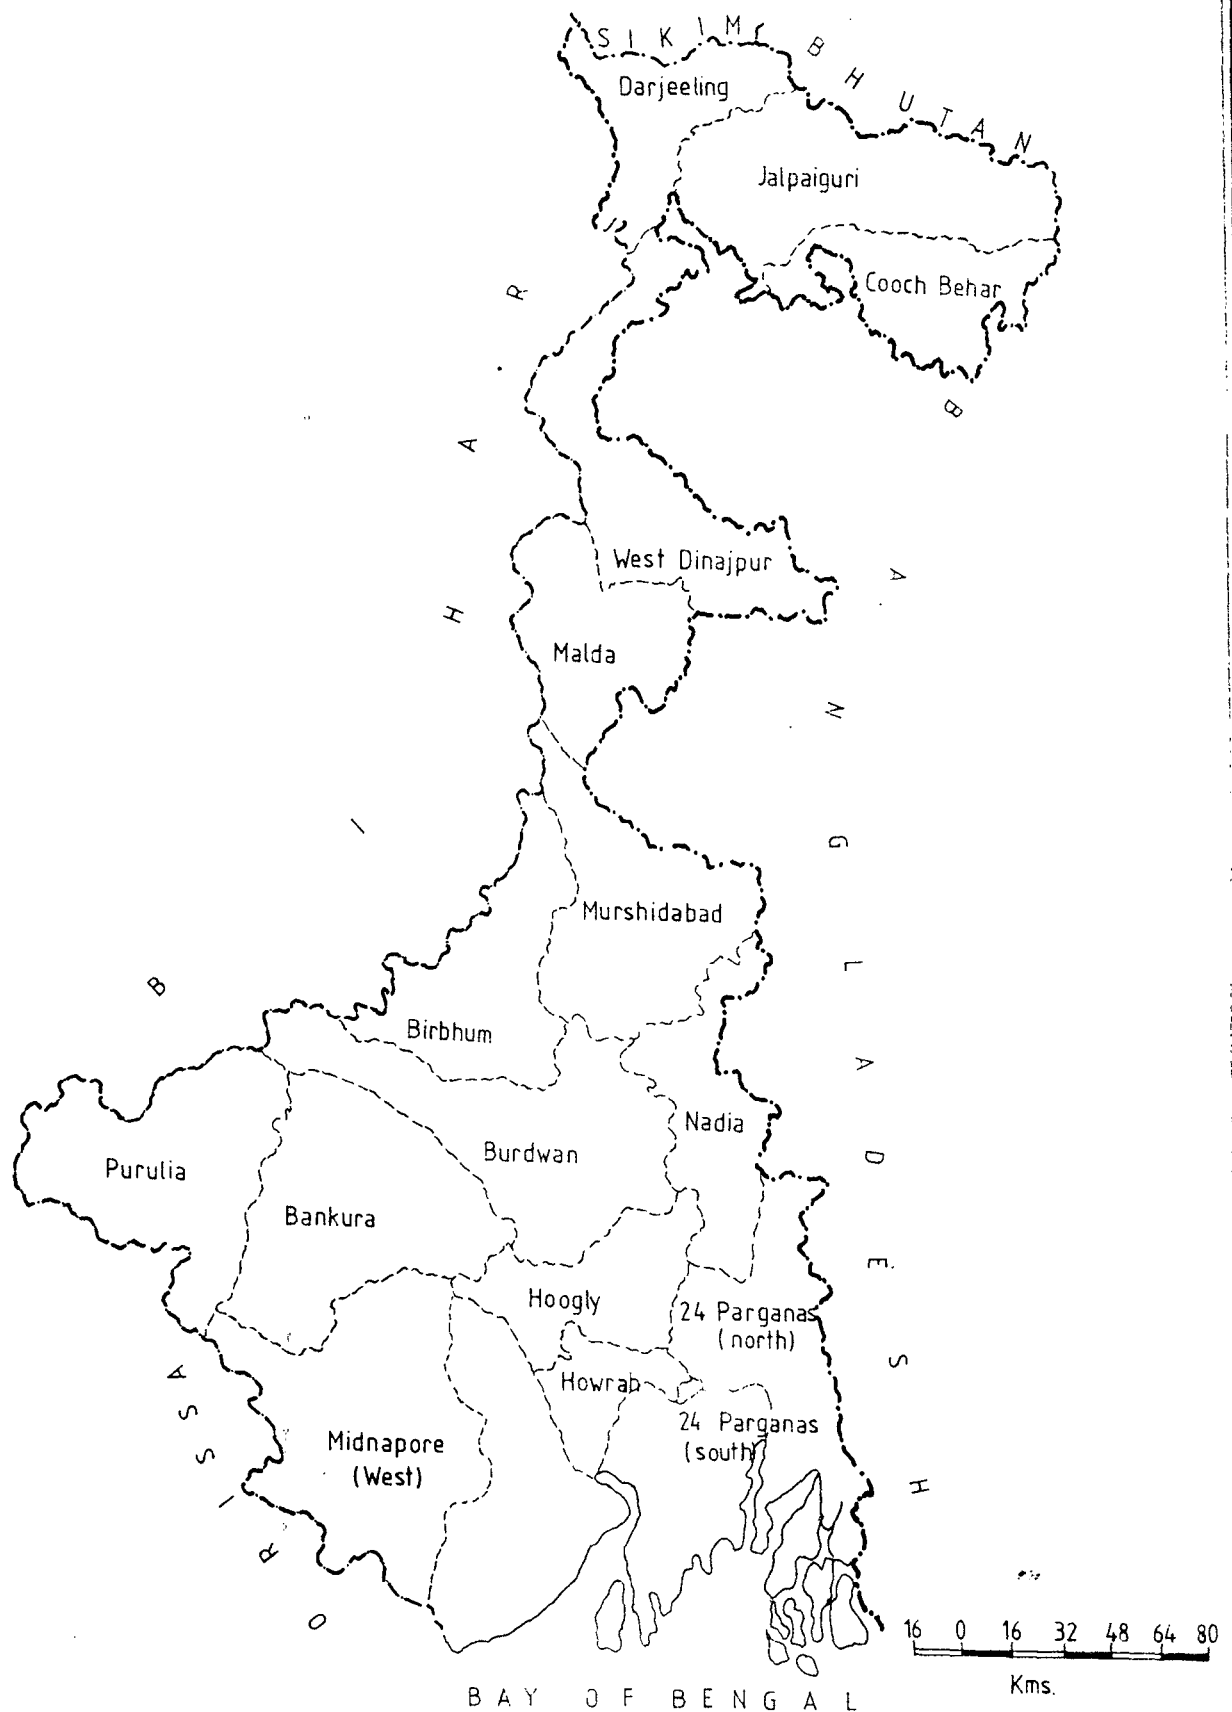 SIKIM
BHUTAN
Darjeeling
Jalpaiguri
Cooch Behar
BIHAR
BANGLADESH
West Dinajpur
Malda
Murshidabad
Birbhum
Nadia
Burdwan
Purulia
Bankura
Hoogly
24 Parganas
(north)
Howrah
24 Parganas
(south)
Midnapore
(West)
ORISSA
16 0 16 32 48 64 80
Kms.
BAY OF BENGAL